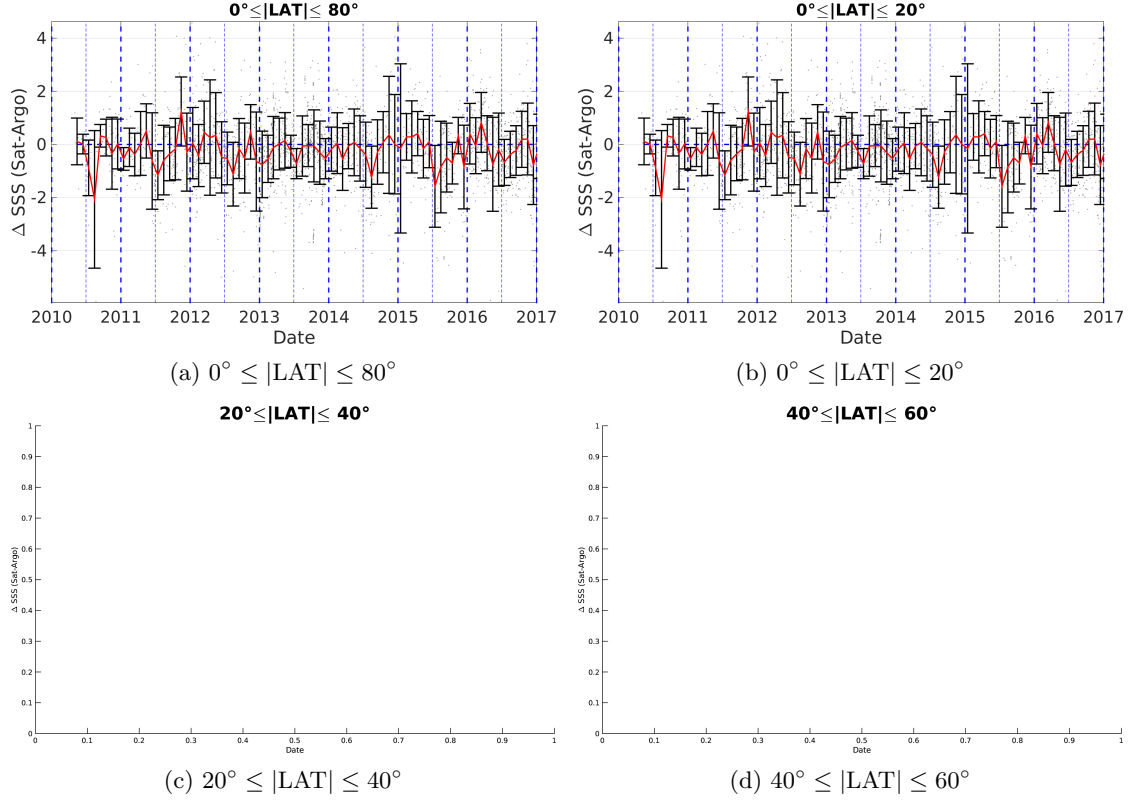 0°≤|LAT|≤ 80°
4
2
0
-2
-4
Δ SSS (Sat-Argo)
2010 2011 2012 2013 2014 2015 2016 2017
Date
(a) 0° ≤ |LAT| ≤ 80°
0°≤|LAT|≤ 20°
4
2
0
-2
-4
Δ SSS (Sat-Argo)
2010 2011 2012 2013 2014 2015 2016 2017
Date
(b) 0° ≤ |LAT| ≤ 20°
20°≤|LAT|≤ 40°
1
0.9
0.8
0.7
0.6
0.5
0.4
0.3
0.2
0.1
0
Δ SSS (Sat-Argo)
0 0.1 0.2 0.3 0.4 0.5 0.6 0.7 0.8 0.9 1
Date
(c) 20° ≤ |LAT| ≤ 40°
40°≤|LAT|≤ 60°
1
0.9
0.8
0.7
0.6
0.5
0.4
0.3
0.2
0.1
0
Δ SSS (Sat-Argo)
0 0.1 0.2 0.3 0.4 0.5 0.6 0.7 0.8 0.9 1
Date
(d) 40° ≤ |LAT| ≤ 60°